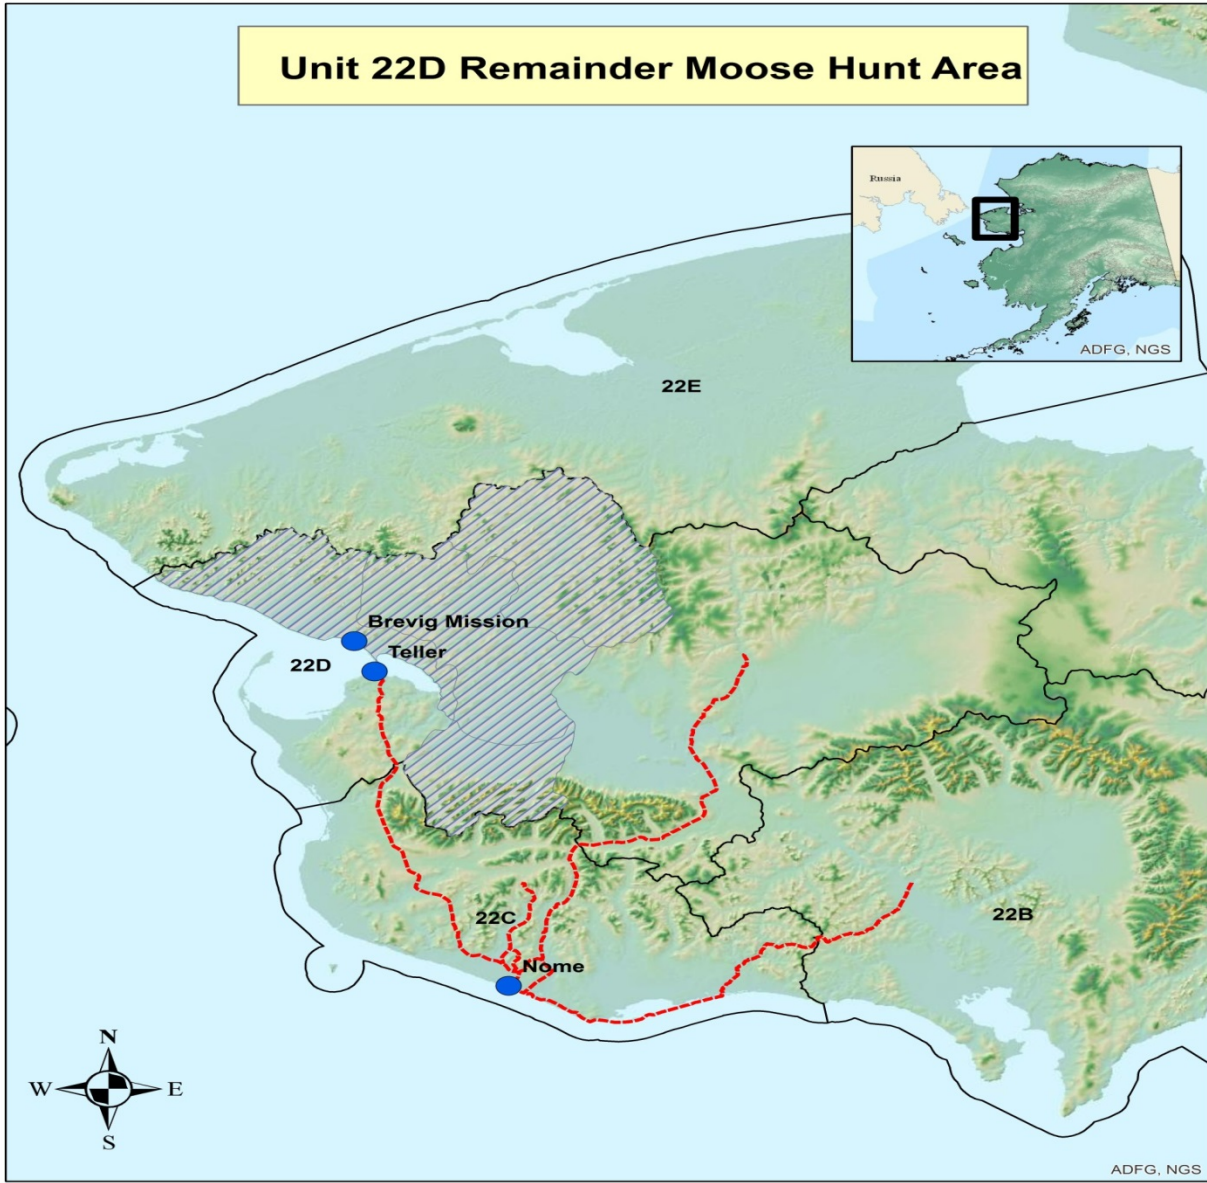 Unit 22D Remainder Moose Hunt Area
Russia
ADFG, NGS
22E
Brevig Mission
Teller
22D
22C
22B
Nome
N
W E
S
ADFG, NGS